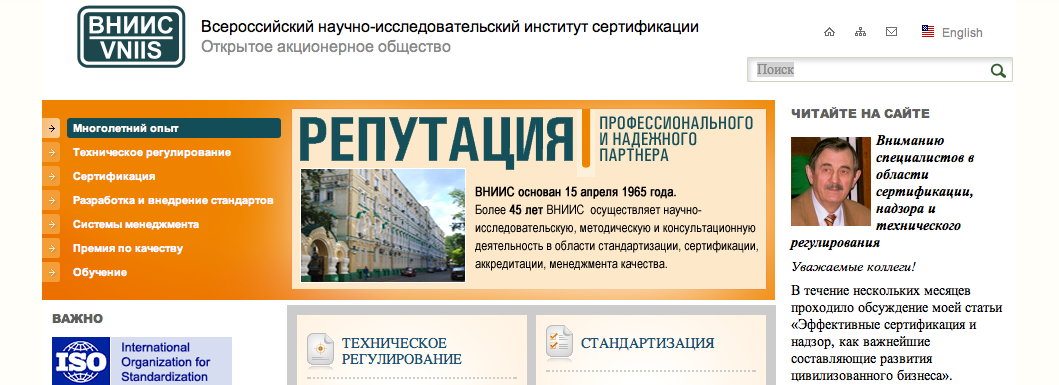 ВНИИС
VNIIS
Всероссийский научно-исследовательский институт сертификации
Открытое акционерное общество
English
Поиск
Многолетний опыт
Техническое регулирование
Сертификация
Разработка и внедрение стандартов
Системы менеджмента
Премия по качеству
Обучение
РЕПУТАЦИЯ
ПРОФЕССИОНАЛЬНОГО
И НАДЕЖНОГО
ПАРТНЕРА
ВНИИС основан 15 апреля 1965 года.
Более 45 лет ВНИИС осуществляет научно-
исследовательскую, методическую и консультационную
деятельность в области стандартизации, сертификации,
аккредитации, менеджмента качества.
ЧИТАЙТЕ НА САЙТЕ
Вниманию
специалистов в
области
сертификации,
надзора и
технического
регулирования
Уважаемые коллеги!
В течение нескольких месяцев
проходило обсуждение моей статьи
«Эффективные сертификация и
надзор, как важнейшие
составляющие развития
цивилизованного бизнеса».
ВАЖНО
ISO
International
Organization for
Standardization
ТЕХНИЧЕСКОЕ
РЕГУЛИРОВАНИЕ
СТАНДАРТИЗАЦИЯ